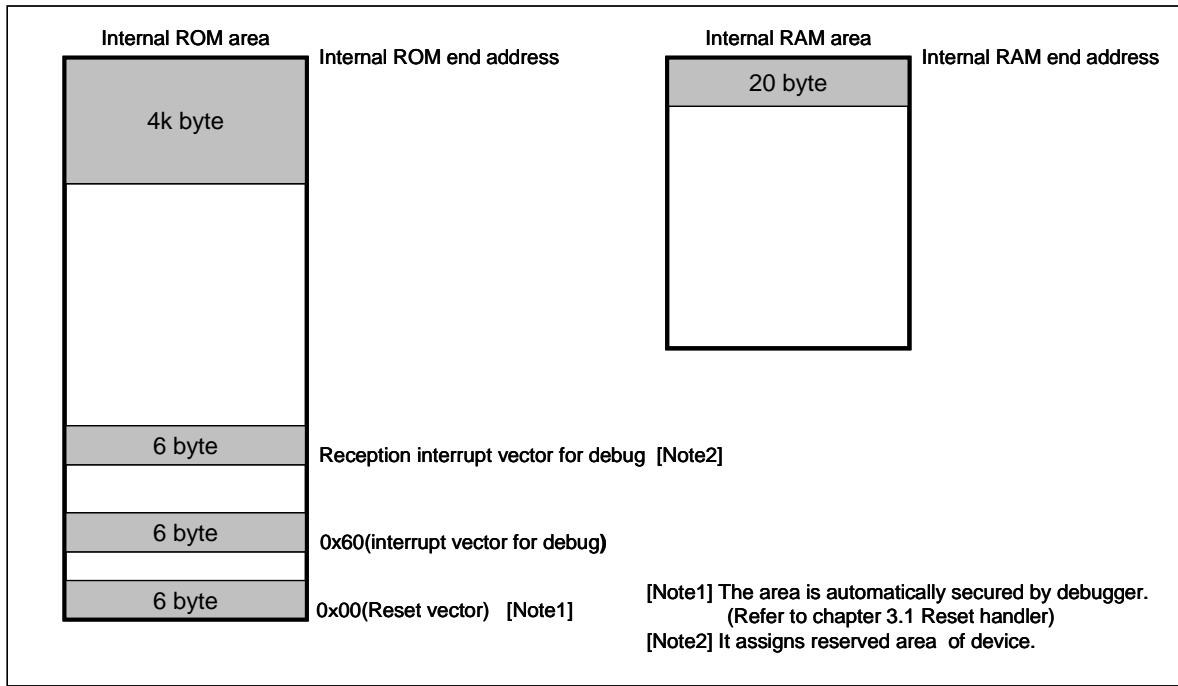 Internal ROM area
Internal ROM end address
4k byte
6 byte
Reception interrupt vector for debug [Note2]
6 byte
0x60(interrupt vector for debug)
6 byte
0x00(Reset vector) [Note1]
Internal RAM area
Internal RAM end address
20 byte
[Note1] The area is automatically secured by debugger.
(Refer to chapter 3.1 Reset handler)
[Note2] It assigns reserved area of device.